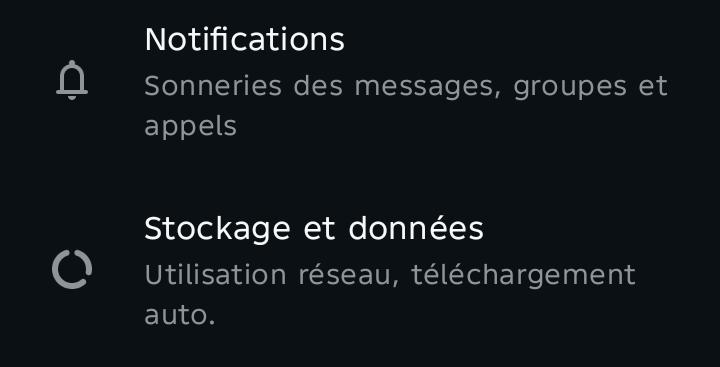 Notifications
Sonneries des messages, groupes et
appels
Stockage et données
Utilisation réseau, téléchargement
auto.